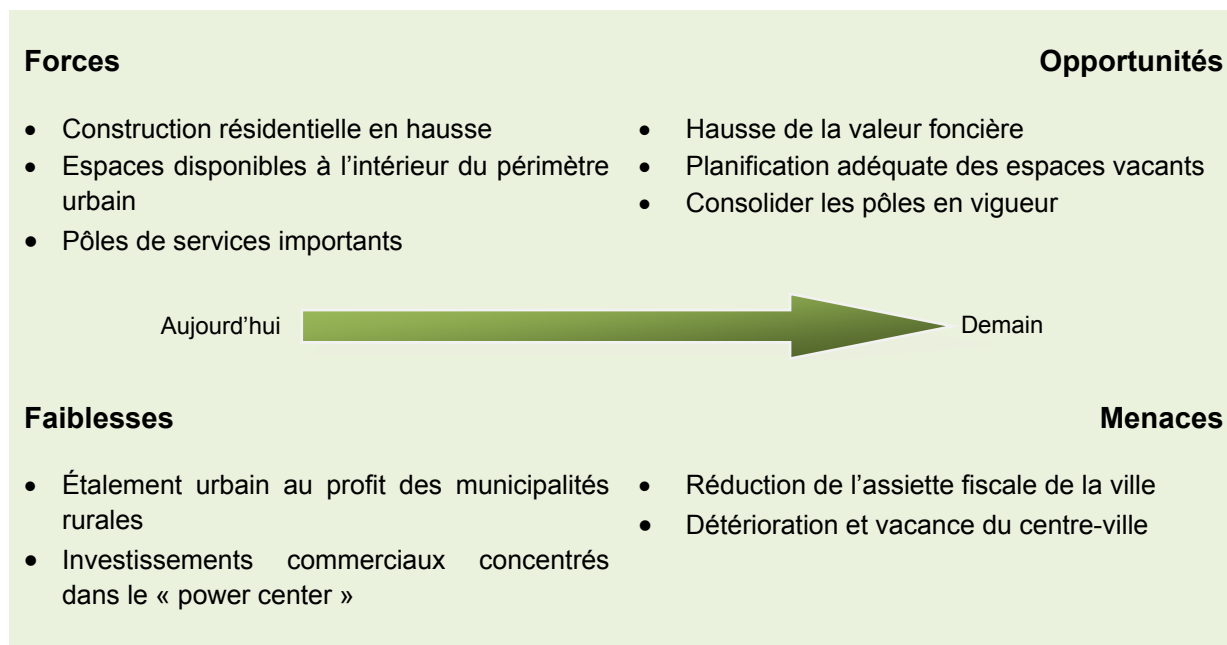 Forces
• Construction résidentielle en hausse
• Espaces disponibles à l’intérieur du périmètre
urbain
• Pôles de services importants
Opportunités
• Hausse de la valeur foncière
• Planification adéquate des espaces vacants
• Consolider les pôles en vigueur
Aujourd’hui
Demain
Faiblesses
• Étalement urbain au profit des municipalités
rurales
• Investissements commerciaux concentrés
dans le « power center »
Menaces
• Réduction de l’assiette fiscale de la ville
• Détérioration et vacance du centre-ville